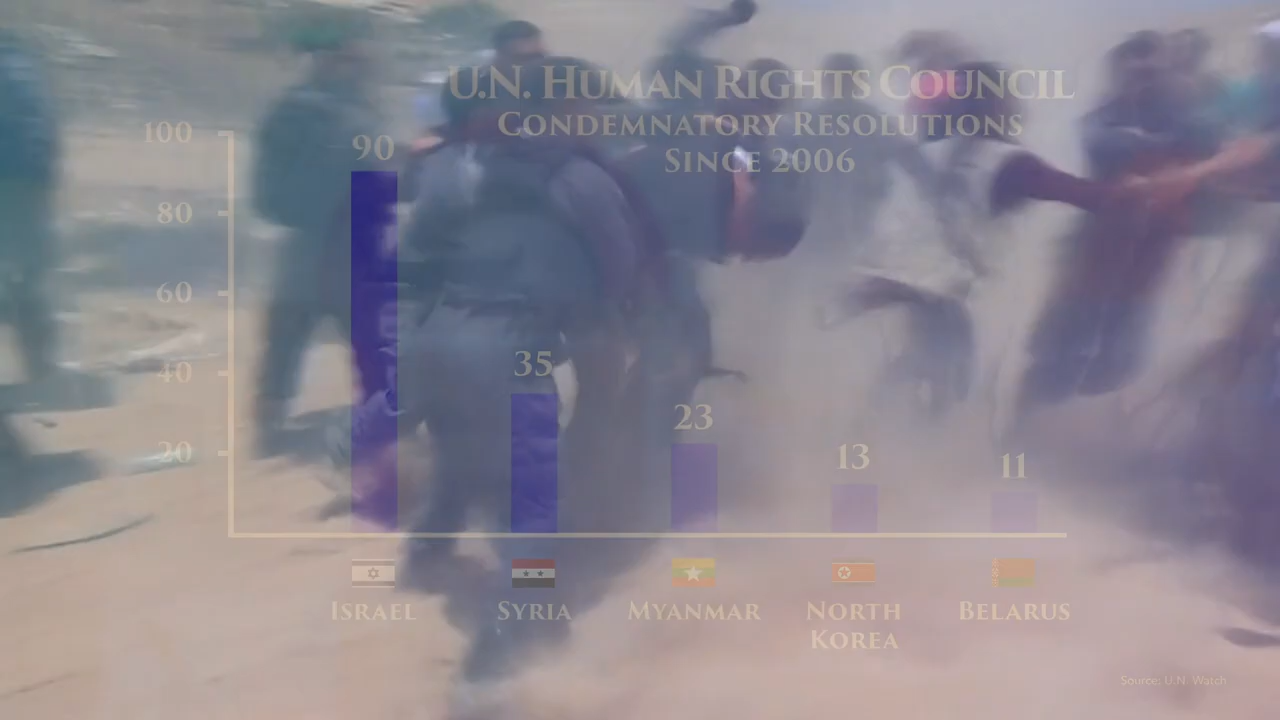 U.N. HUMAN RIGHTS COUNCIL
CONDEMNATORY RESOLUTIONS
SINCE 2006
100
80
60
40
20
90
35
23
13
11
ISRAEL
SYRIA
MYANMAR
NORTH
KOREA
BELARUS
Source: U.N. Watch